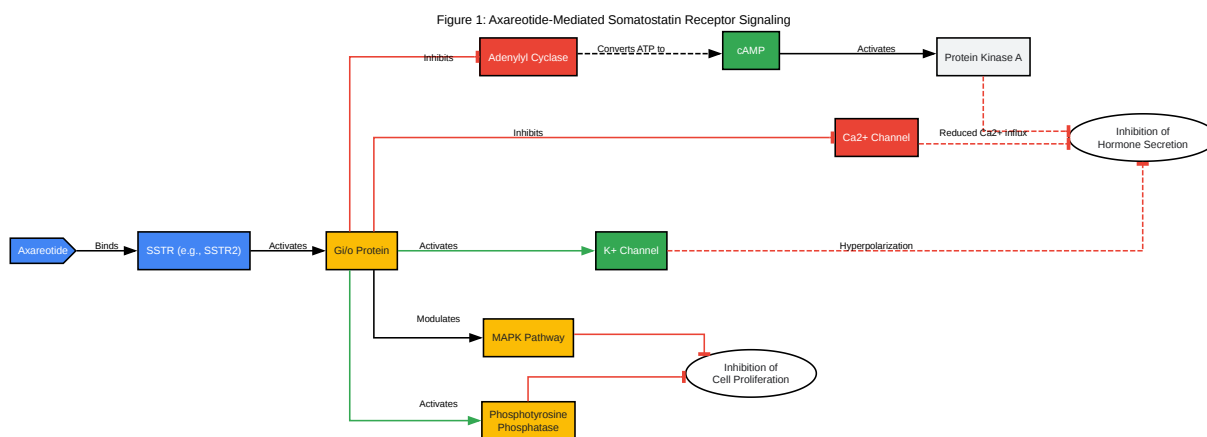 Figure 1: Axareotide-Mediated Somatostatin Receptor Signaling
Inhibits
Adenylyl Cyclase
Converts ATP to
cAMP
Activates
Protein Kinase A
Inhibits
Ca2+ Channel
Reduced Ca2+ influx
Inhibition of
Hormone Secretion
Axareotide
Binds
SSTR (e.g., SSTR2)
Activates
Gi/o Protein
Activates
K+ Channel
Hyperpolarization
Modulates
MAPK Pathway
Inhibition of
Cell Proliferation
Activates
Phosphotyrosine
Phosphatase